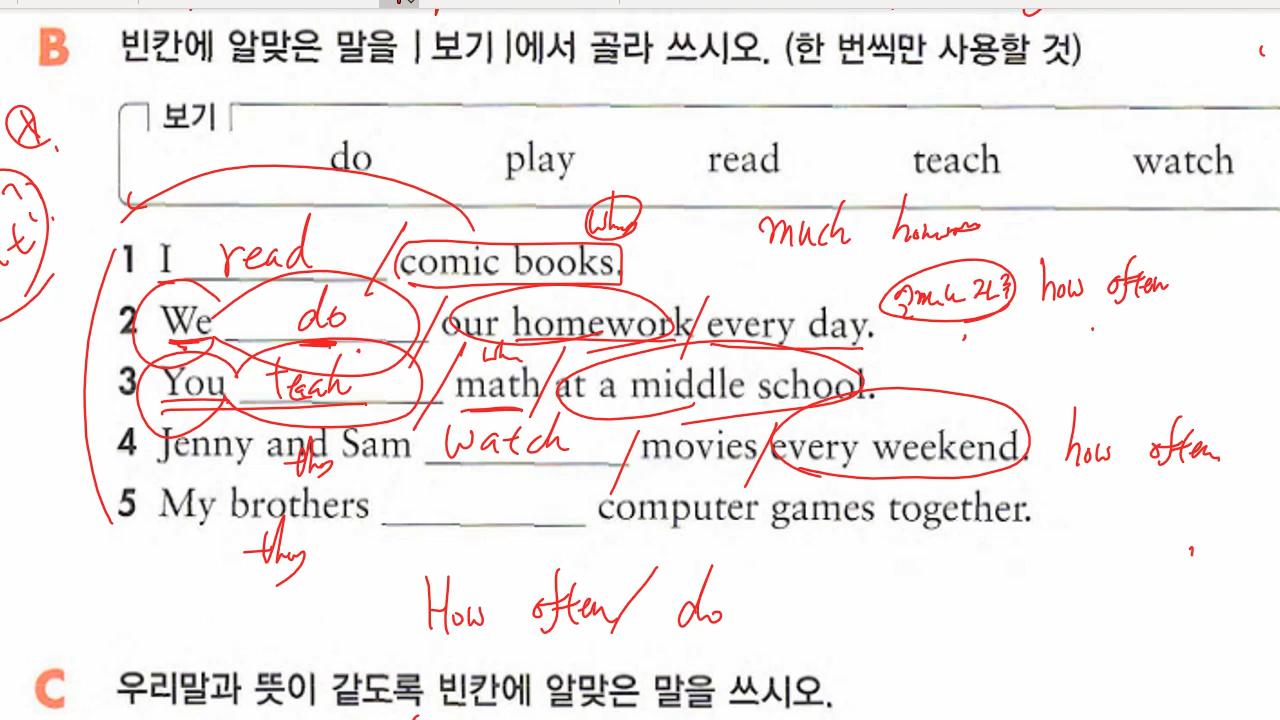 B 빈칸에 알맞은 말을 | 보기 |에서 골라 쓰시오. (한 번씩만 사용할 것)
보기
do play read teach watch
much
1 I read comic books.
how often
2 We do our homework every day.
3 You teach math at a middle school.
4 Jenny and Sam watch movies every weekend. how often
5 My brothers computer games together.
they
How often / do
C 우리말과 뜻이 같도록 빈칸에 알맞은 말을 쓰시오.